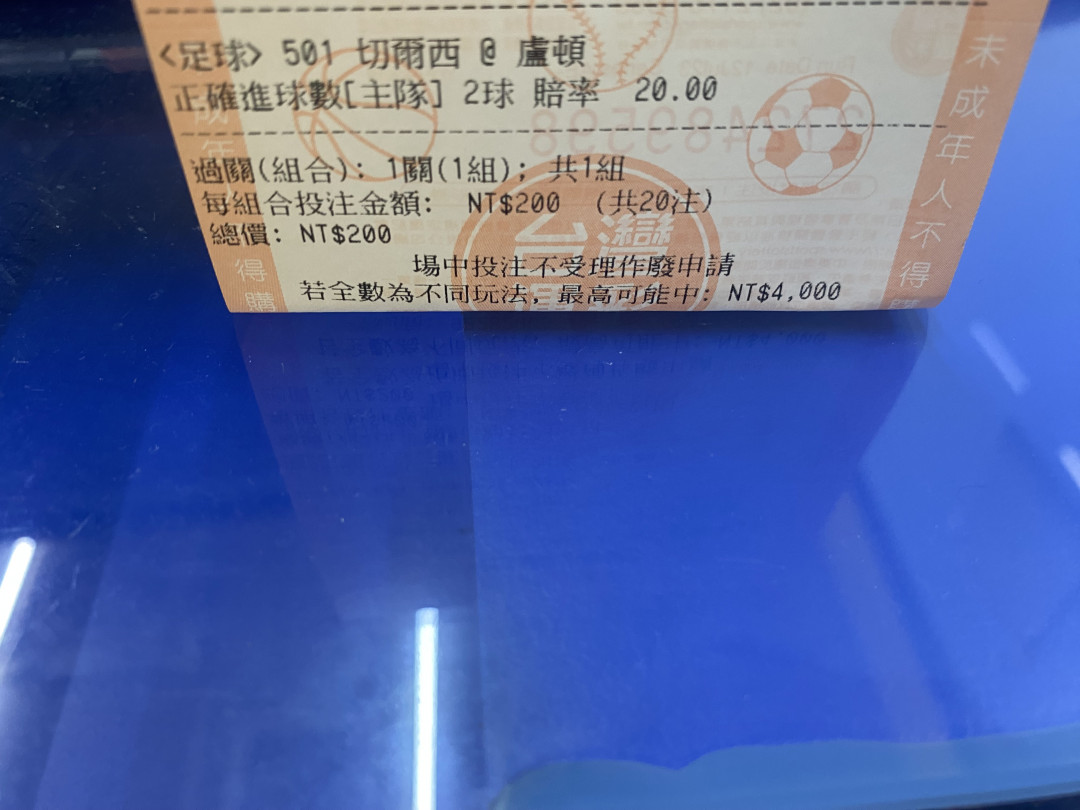 <足球> 501 切爾西 @ 盧頓
正確進球數[主隊] 2球 賠率 20.00
過關(組合): 1關(1組); 共1組
每組合投注金額: NT$200 (共20注)
總價: NT$200
場中投注不受理作廢申請
若全數為不同玩法, 最高可能中: NT$4,000
未成年人不得購
台灣